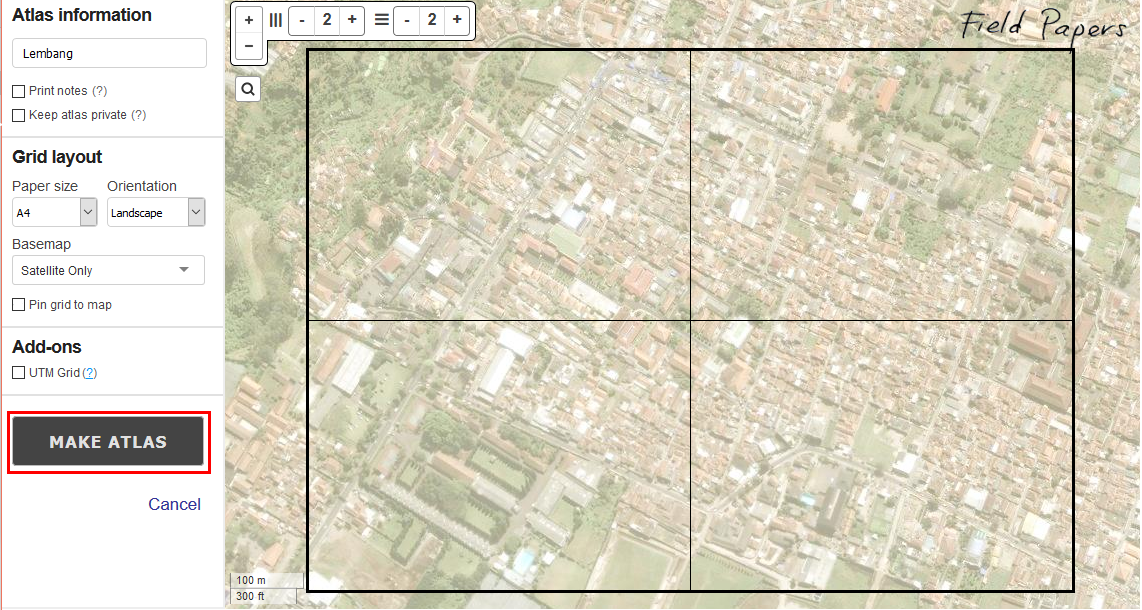 Atlas information
Lembang
Print notes (?)
Keep atlas private (?)
Grid layout
Paper size Orientation
A4 Landscape
Basemap
Satellite Only
Pin grid to map
Add-ons
UTM Grid (?)
MAKE ATLAS
Cancel
+ - 2 + - 2 +
−
Field Papers
100 m
300 ft